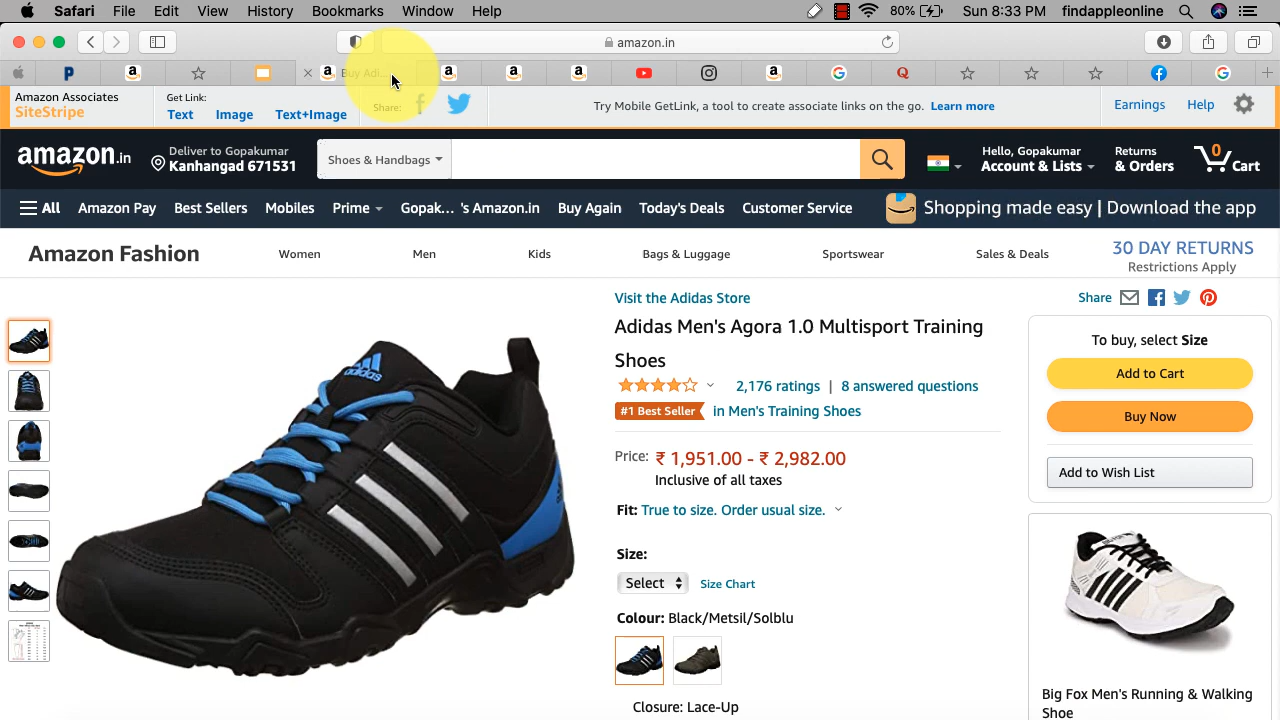 Safari File Edit View History Bookmarks Window Help 80% Sun 8:33 PM findappleonline
amazon.in
Buy Adi...
Amazon Associates
SiteStripe
Get Link:
Text Image Text+Image
Share:
Try Mobile GetLink, a tool to create associate links on the go. Learn more
Earnings Help
amazon.in
Deliver to Gopakumar
Kanhangad 671531
Shoes & Handbags
Hello, Gopakumar
Account & Lists
Returns
& Orders
0
Cart
All Amazon Pay Best Sellers Mobiles Prime Gopak... 's Amazon.in Buy Again Today's Deals Customer Service Shopping made easy | Download the app
Amazon Fashion Women Men Kids Bags & Luggage Sportswear Sales & Deals
30 DAY RETURNS
Restrictions Apply
Visit the Adidas Store
Adidas Men's Agora 1.0 Multisport Training
Shoes
2,176 ratings | 8 answered questions
#1 Best Seller in Men's Training Shoes
Price: ₹ 1,951.00 - ₹ 2,982.00
Inclusive of all taxes
Fit: True to size. Order usual size.
Size:
Select Size Chart
Colour: Black/Metsil/Solblu
Closure: Lace-Up
adidas
Share
To buy, select Size
Add to Cart
Buy Now
Add to Wish List
Big Fox Men's Running & Walking
Shoe